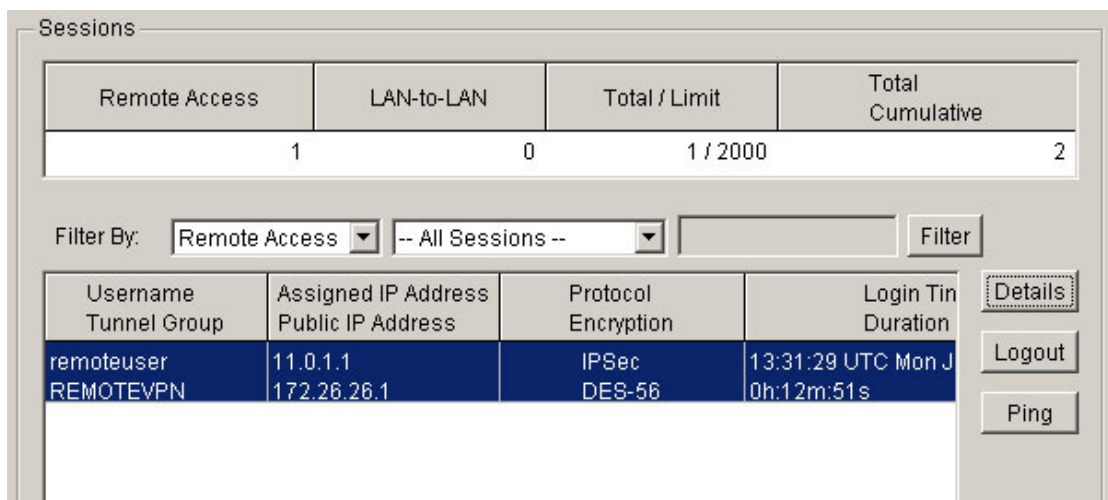 Sessions
Remote Access LAN-to-LAN Total / Limit Total Cumulative
1 0 1 / 2000 2
Filter By: Remote Access -- All Sessions -- Filter
Username Assigned IP Address Protocol Login Tin
Tunnel Group Public IP Address Encryption Duration
Details
remoteuser 11.0.1.1 IPSec 13:31:29 UTC Mon J
REMOTEVPN 172.26.26.1 DES-56 0h:12m:51s
Logout
Ping